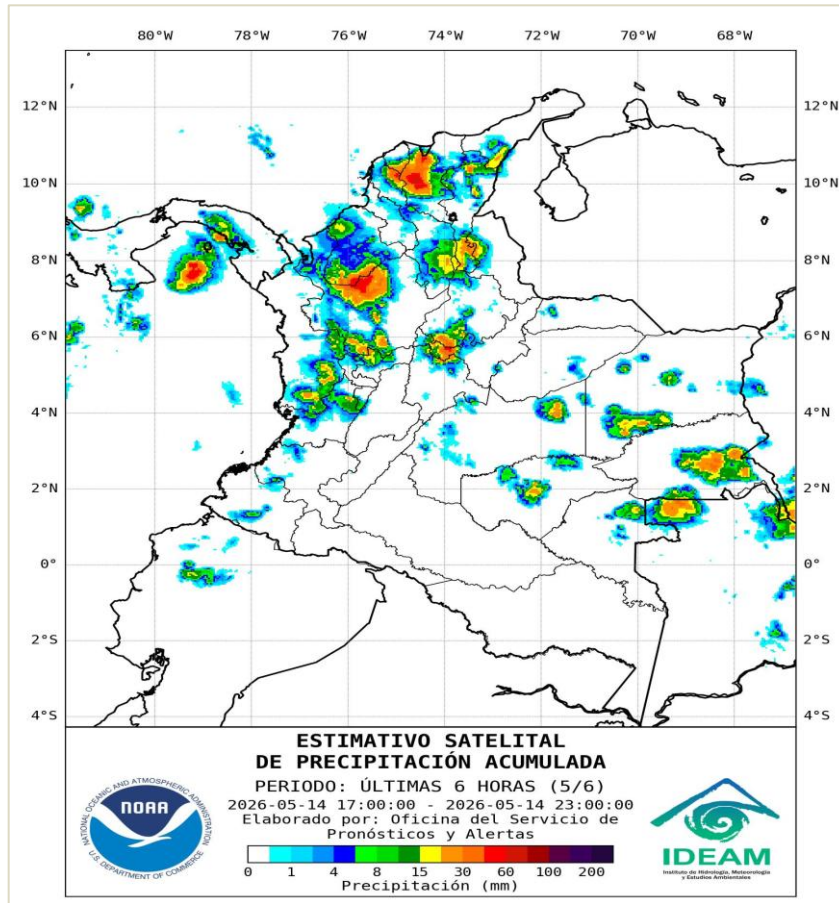 80°W 78°W 76°W 74°W 72°W 70°W 68°W
12°N 12°N
10°N 10°N
8°N 8°N
6°N 6°N
4°N 4°N
2°N 2°N
0° 0°
2°S 2°S
4°S 4°S
ESTIMATIVO SATELITAL
DE PRECIPITACIÓN ACUMULADA
PERIODO: ÚLTIMAS 6 HORAS (5/6)
2026-05-14 17:00:00 - 2026-05-14 23:00:00
Elaborado por: Oficina del Servicio de
Pronósticos y Alertas
0 1 4 8 15 30 60 100 200
Precipitación (mm)
NATIONAL OCEANIC AND ATMOSPHERIC ADMINISTRATION
NOAA
U.S. DEPARTMENT OF COMMERCE
IDEAM
Instituto de Hidrología, Meteorología
y Estudios Ambientales